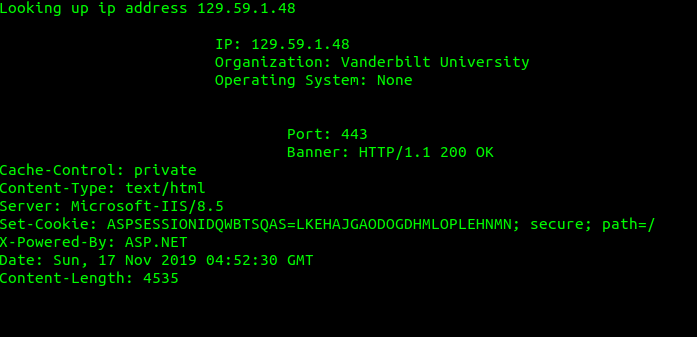 Looking up ip address 129.59.1.48
IP: 129.59.1.48
Organization: Vanderbilt University
Operating System: None
Port: 443
Banner: HTTP/1.1 200 OK
Cache-Control: private
Content-Type: text/html
Server: Microsoft-IIS/8.5
Set-Cookie: ASPSESSIONIDQWBTSQAS=LKEHAJGAODOGDHMLOPLEHNMN; secure; path=/
X-Powered-By: ASP.NET
Date: Sun, 17 Nov 2019 04:52:30 GMT
Content-Length: 4535